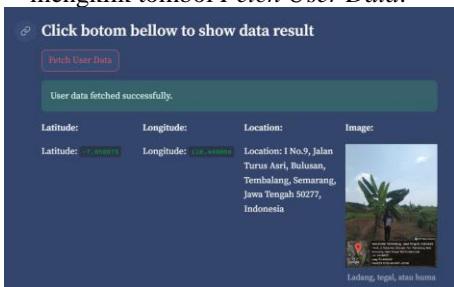 mengklik tombol Fetch User Data.
Click botom bellow to show data result
Fetch User Data
User data fetched successfully.
Latitude:
Longitude:
Location:
Image:
Latitude:
Longitude:
Location: I No.9, Jalan
Turus Asri, Bulusan,
Tembalang, Semarang,
Jawa Tengah 50277,
Indonesia
Ladang, tegal, atau huma